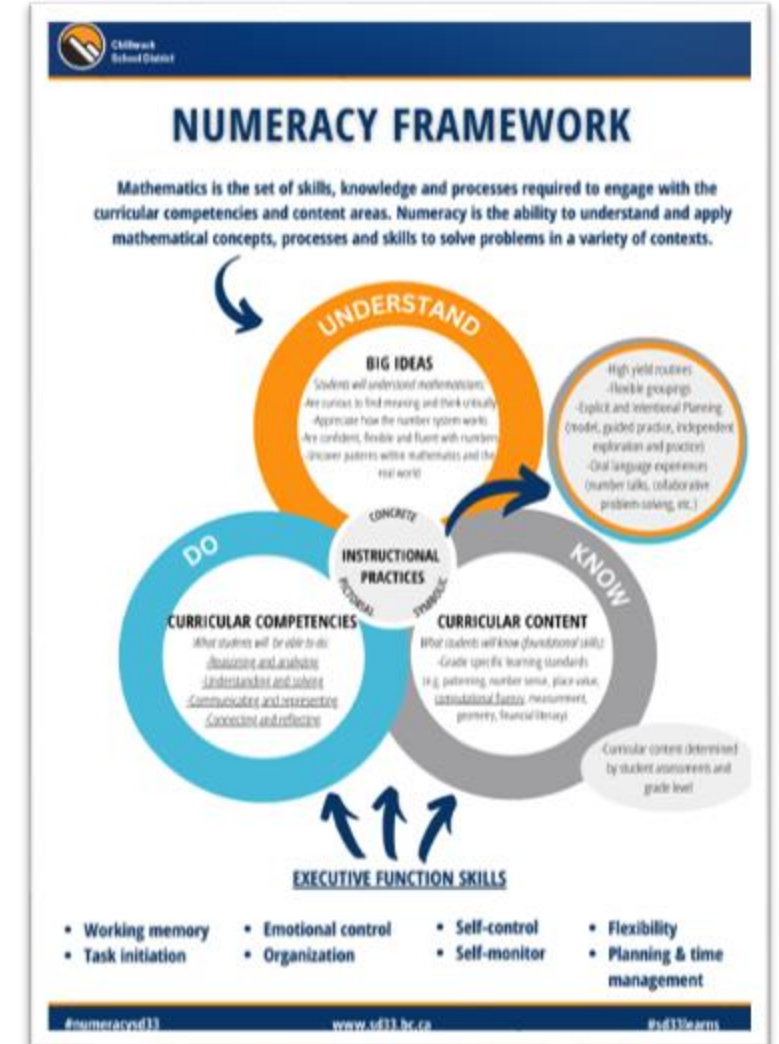 Chilliwack
School District
NUMERACY FRAMEWORK
Mathematics is the set of skills, knowledge and processes required to engage with the
curricular competencies and content areas. Numeracy is the ability to understand and apply
mathematical concepts, processes and skills to solve problems in a variety of contexts.
UNDERSTAND
BIG IDEAS
Students will understand mathematicians:
-Are curious to find meaning and think critically
-Appreciate how the number system works
-Are confident, flexible and fluent with numbers
-Uncover patterns within mathematics and the
real world
-High yield routines
-Flexible groupings
-Explicit and Intentional Planning
(model, guided practice, independent
exploration and practice)
-Oral language experiences
(number talks, collaborative
problem-solving, etc.)
CONCRETE
INSTRUCTIONAL
PRACTICES
PICTORIAL
SYMBOLIC
DO
CURRICULAR COMPETENCIES
What students will be able to do:
-Reasoning and analyzing
-Understanding and solving
-Communicating and representing
-Connecting and reflecting
KNOW
CURRICULAR CONTENT
What students will know (foundational skills):
-Grade specific learning standards
(e.g. patterning, number sense, place value,
computational fluency, measurement,
geometry, financial literacy)
-Curricular content determined
by student assessments and
grade level
EXECUTIVE FUNCTION SKILLS
• Working memory
• Task initiation
• Emotional control
• Organization
• Self-control
• Self-monitor
• Flexibility
• Planning & time
management
#numeracysd33
www.sd33.bc.ca
#sd33learns